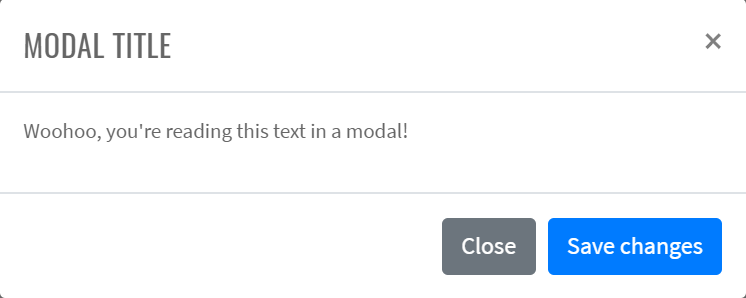 MODAL TITLE ×
Woohoo, you're reading this text in a modal!
Close Save changes